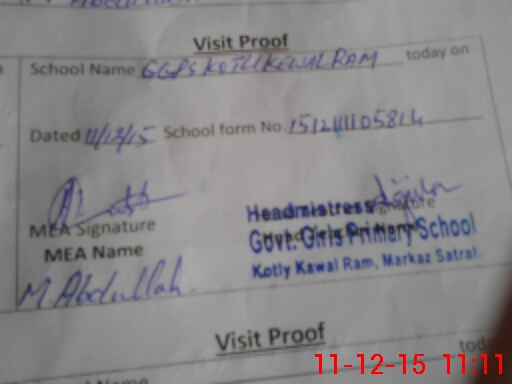 Visit Proof
School Name GGPS KOTLI KEWAL RAM today on
Dated 11/12/15 School form No.
MEA Signature
MEA Name
M Abdullah
Headmistress
Govt. Girls Primary School
Kotly Kawal Ram, Markaz Satrah
Visit Proof
11-12-15 11:11